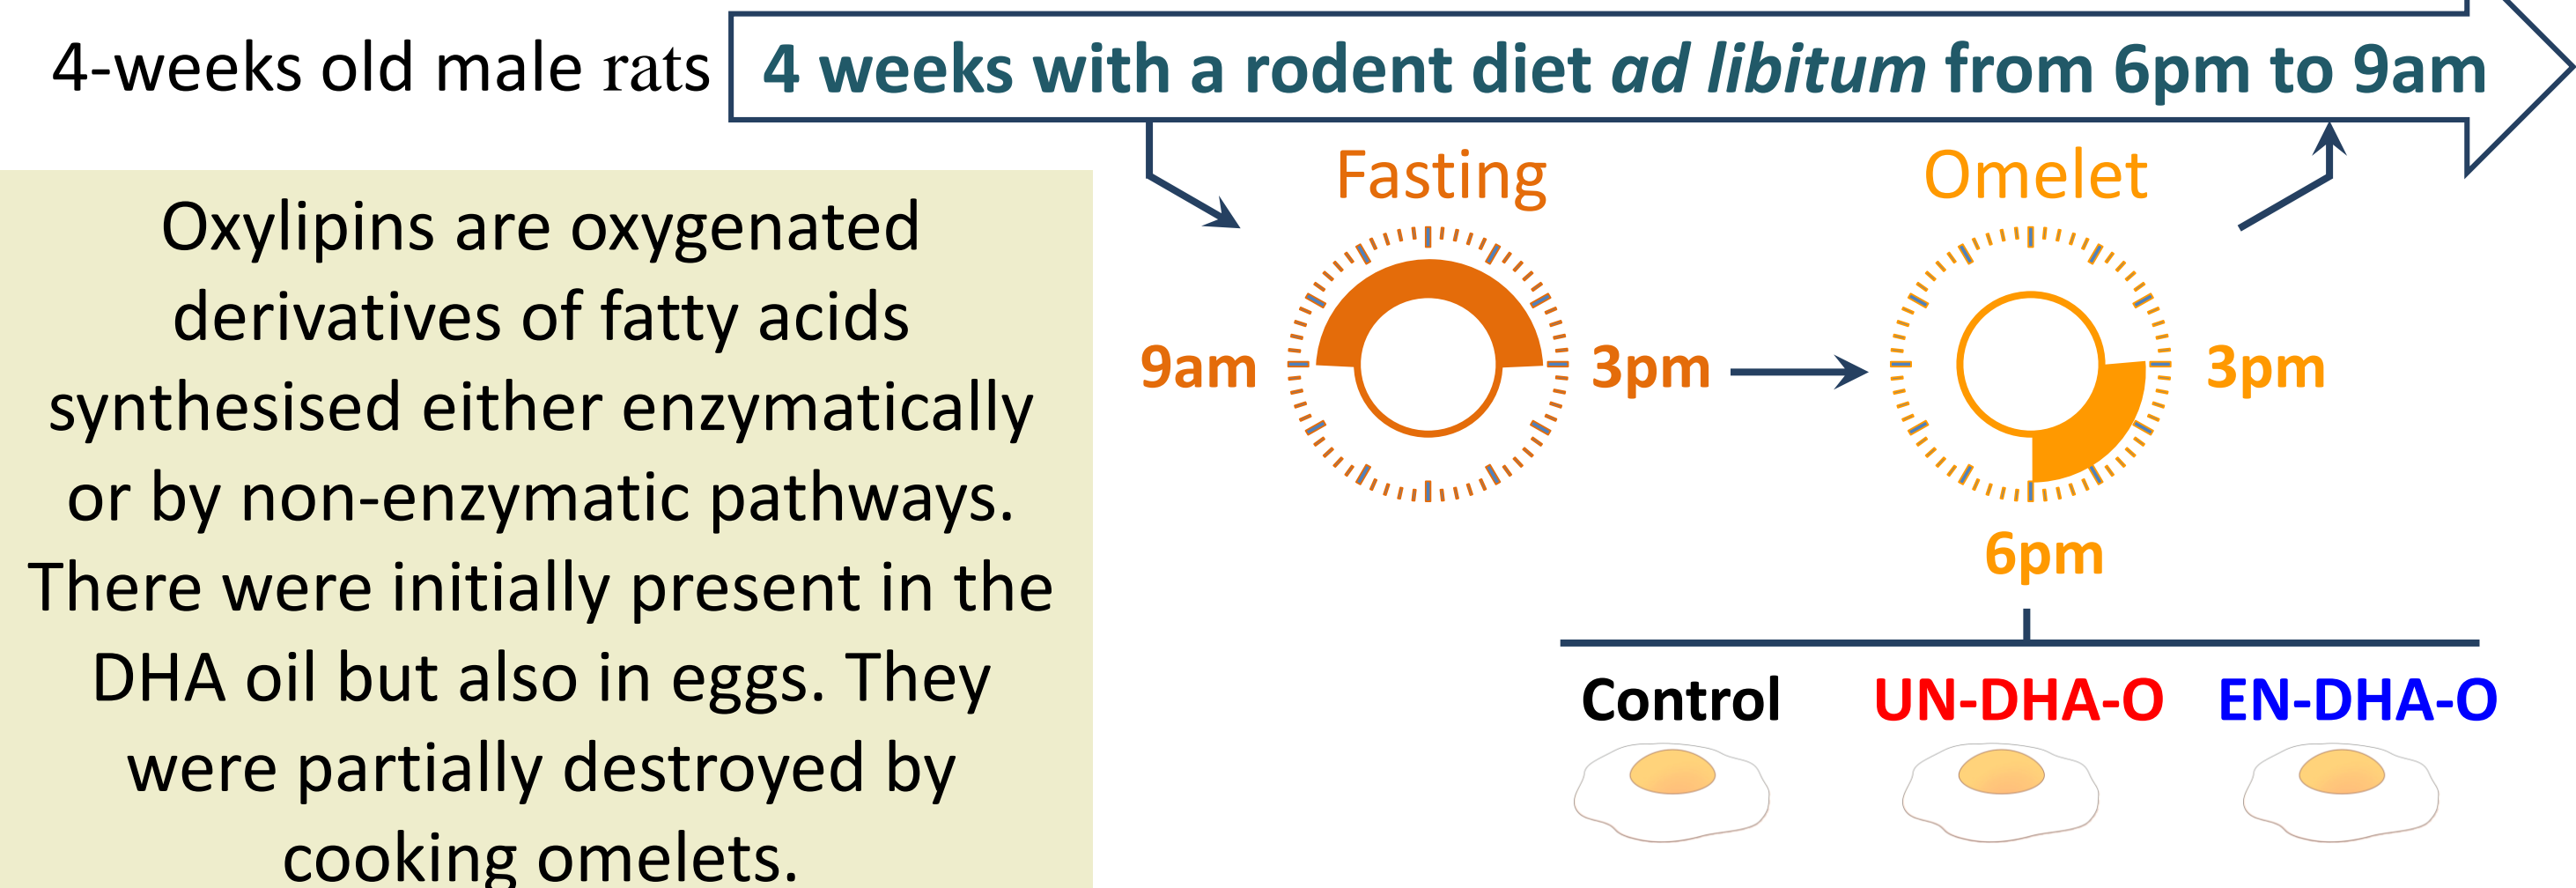 4-weeks old male rats
4 weeks with a rodent diet ad libitum from 6pm to 9am
Oxylipins are oxygenated
derivatives of fatty acids
synthesised either enzymatically
or by non-enzymatic pathways.
There were initially present in the
DHA oil but also in eggs. They
were partially destroyed by
cooking omelets.
Fasting
9am
3pm
Omelet
3pm
6pm
Control
UN-DHA-O
EN-DHA-O